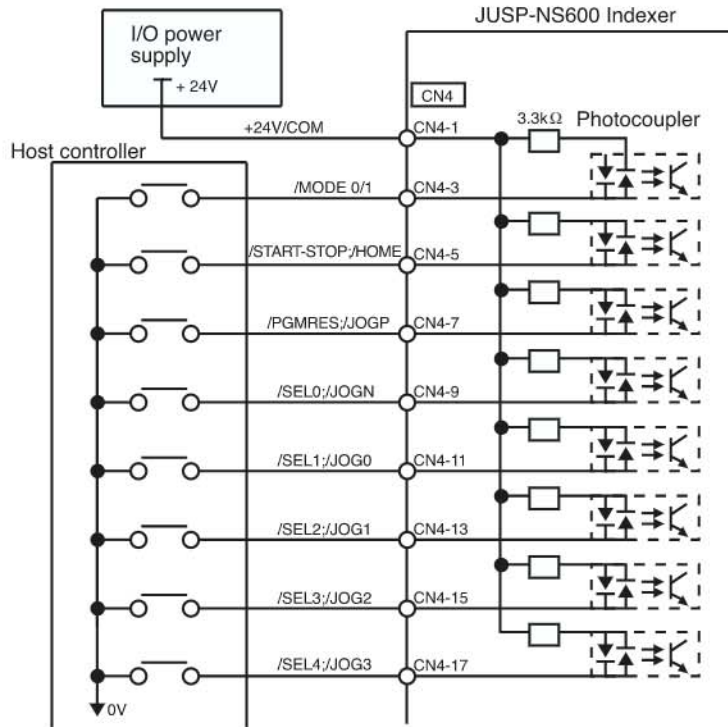 JUSP-NS600 Indexer
I/O power
supply
+ 24V
CN4
+24V/COM
CN4-1
3.3kΩ
Photocoupler
Host controller
/MODE 0/1
CN4-3
/START-STOP;/HOME
CN4-5
/PGMRES;/JOGP
CN4-7
/SEL0;/JOGN
CN4-9
/SEL1;/JOG0
CN4-11
/SEL2;/JOG1
CN4-13
/SEL3;/JOG2
CN4-15
/SEL4;/JOG3
CN4-17
0V